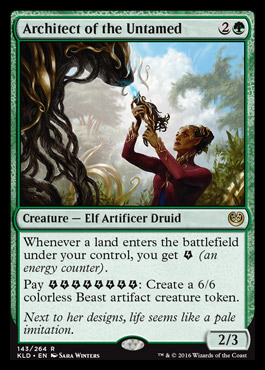 Architect of the Untamed 2
Creature — Elf Artificer Druid
Whenever a land enters the battlefield
under your control, you get (an
energy counter).
Pay : Create a 6/6
colorless Beast artifact creature token.
Next to her designs, life seems like a pale
imitation.
2/3
143/264 R
KLD • EN SARA WINTERS
™ & © 2016 Wizards of the Coast